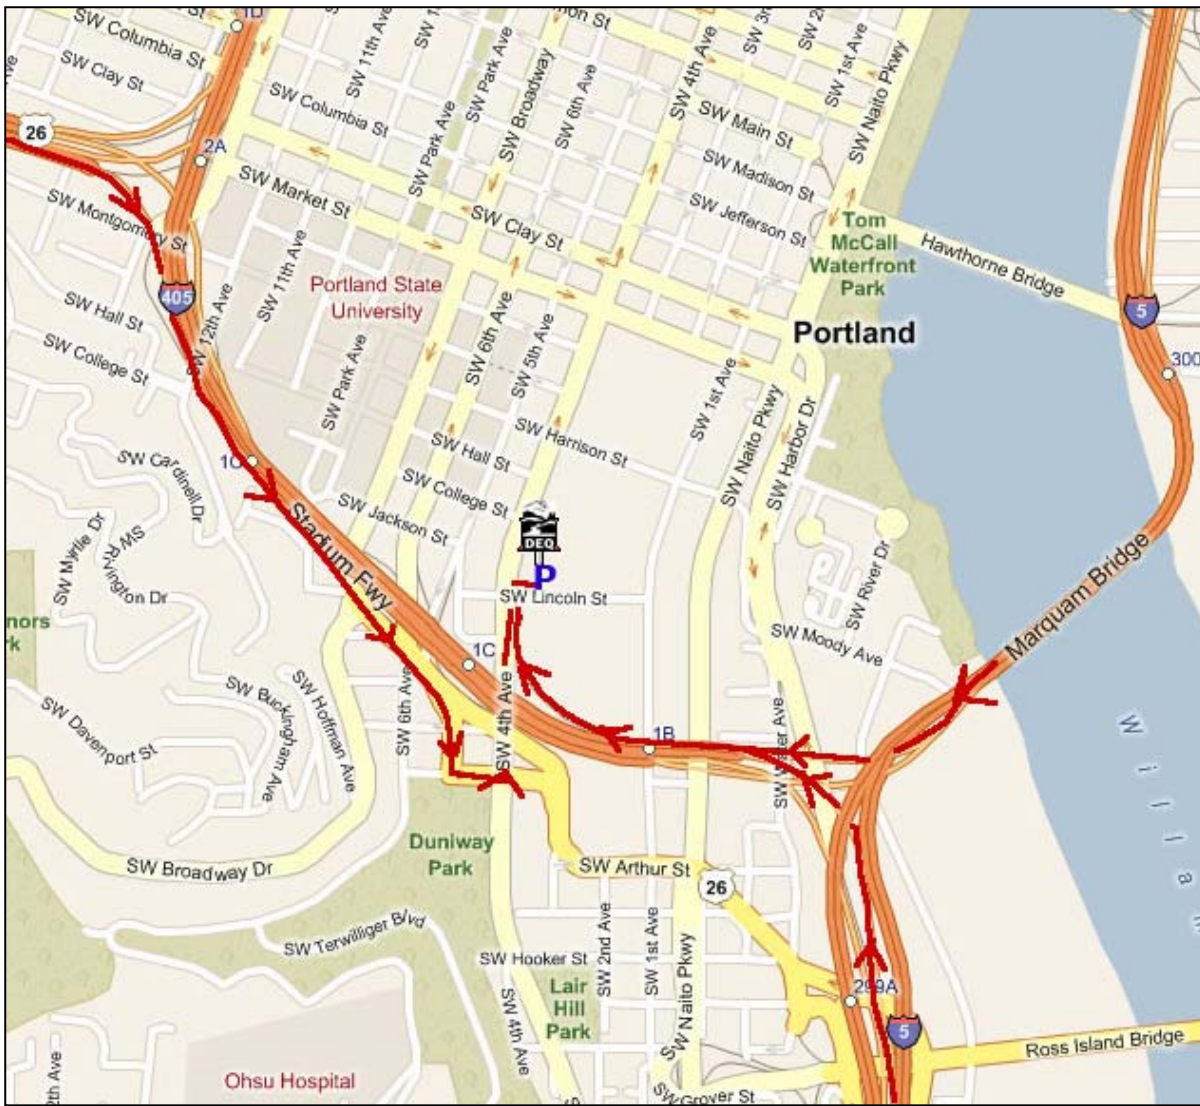 1D
SW Columbia St
SW Clay St
26
2A
SW 11th Ave
SW Park Ave
SW Broadway
SW 6th Ave
SW 4th Ave
SW 3rd
SW 1st Ave
SW Naito Pkwy
SW Columbia St
SW Park Ave
SW Main St
SW Madison St
SW Jefferson St
SW Market St
SW Clay St
SW Montgomery St
SW 11th Ave
SW 12th Ave
Portland State
University
Tom
McCall
Waterfront
Park
Hawthorne Bridge
405
5
Portland
300
SW Hall St
SW College St
SW Park Ave
SW 6th Ave
SW 5th Ave
SW 1st Ave
SW Naito Pkwy
SW Harbor Dr
SW Harrison St
SW Hall St
SW College St
SW Jackson St
SW Cardinell Dr
SW Rivington Dr
SW Myrtle Dr
1C
Stadium Fwy
DEQ
P
SW Lincoln St
SW River Dr
SW Moody Ave
Marquam Bridge
nors
rk
1C
SW Davenport St
SW Buckingham Ave
SW Hoffman Ave
SW 6th Ave
SW 4th Ave
1B
SW Water Ave
Willam
SW Broadway Dr
Duniway
Park
SW Arthur St
26
SW Terwilliger Blvd
SW Hooker St
SW 2nd Ave
SW 1st Ave
SW Naito Pkwy
SW 4th Ave
Lair
Hill
Park
299A
5
Ross Island Bridge
Ohsu Hospital
SW Grover St